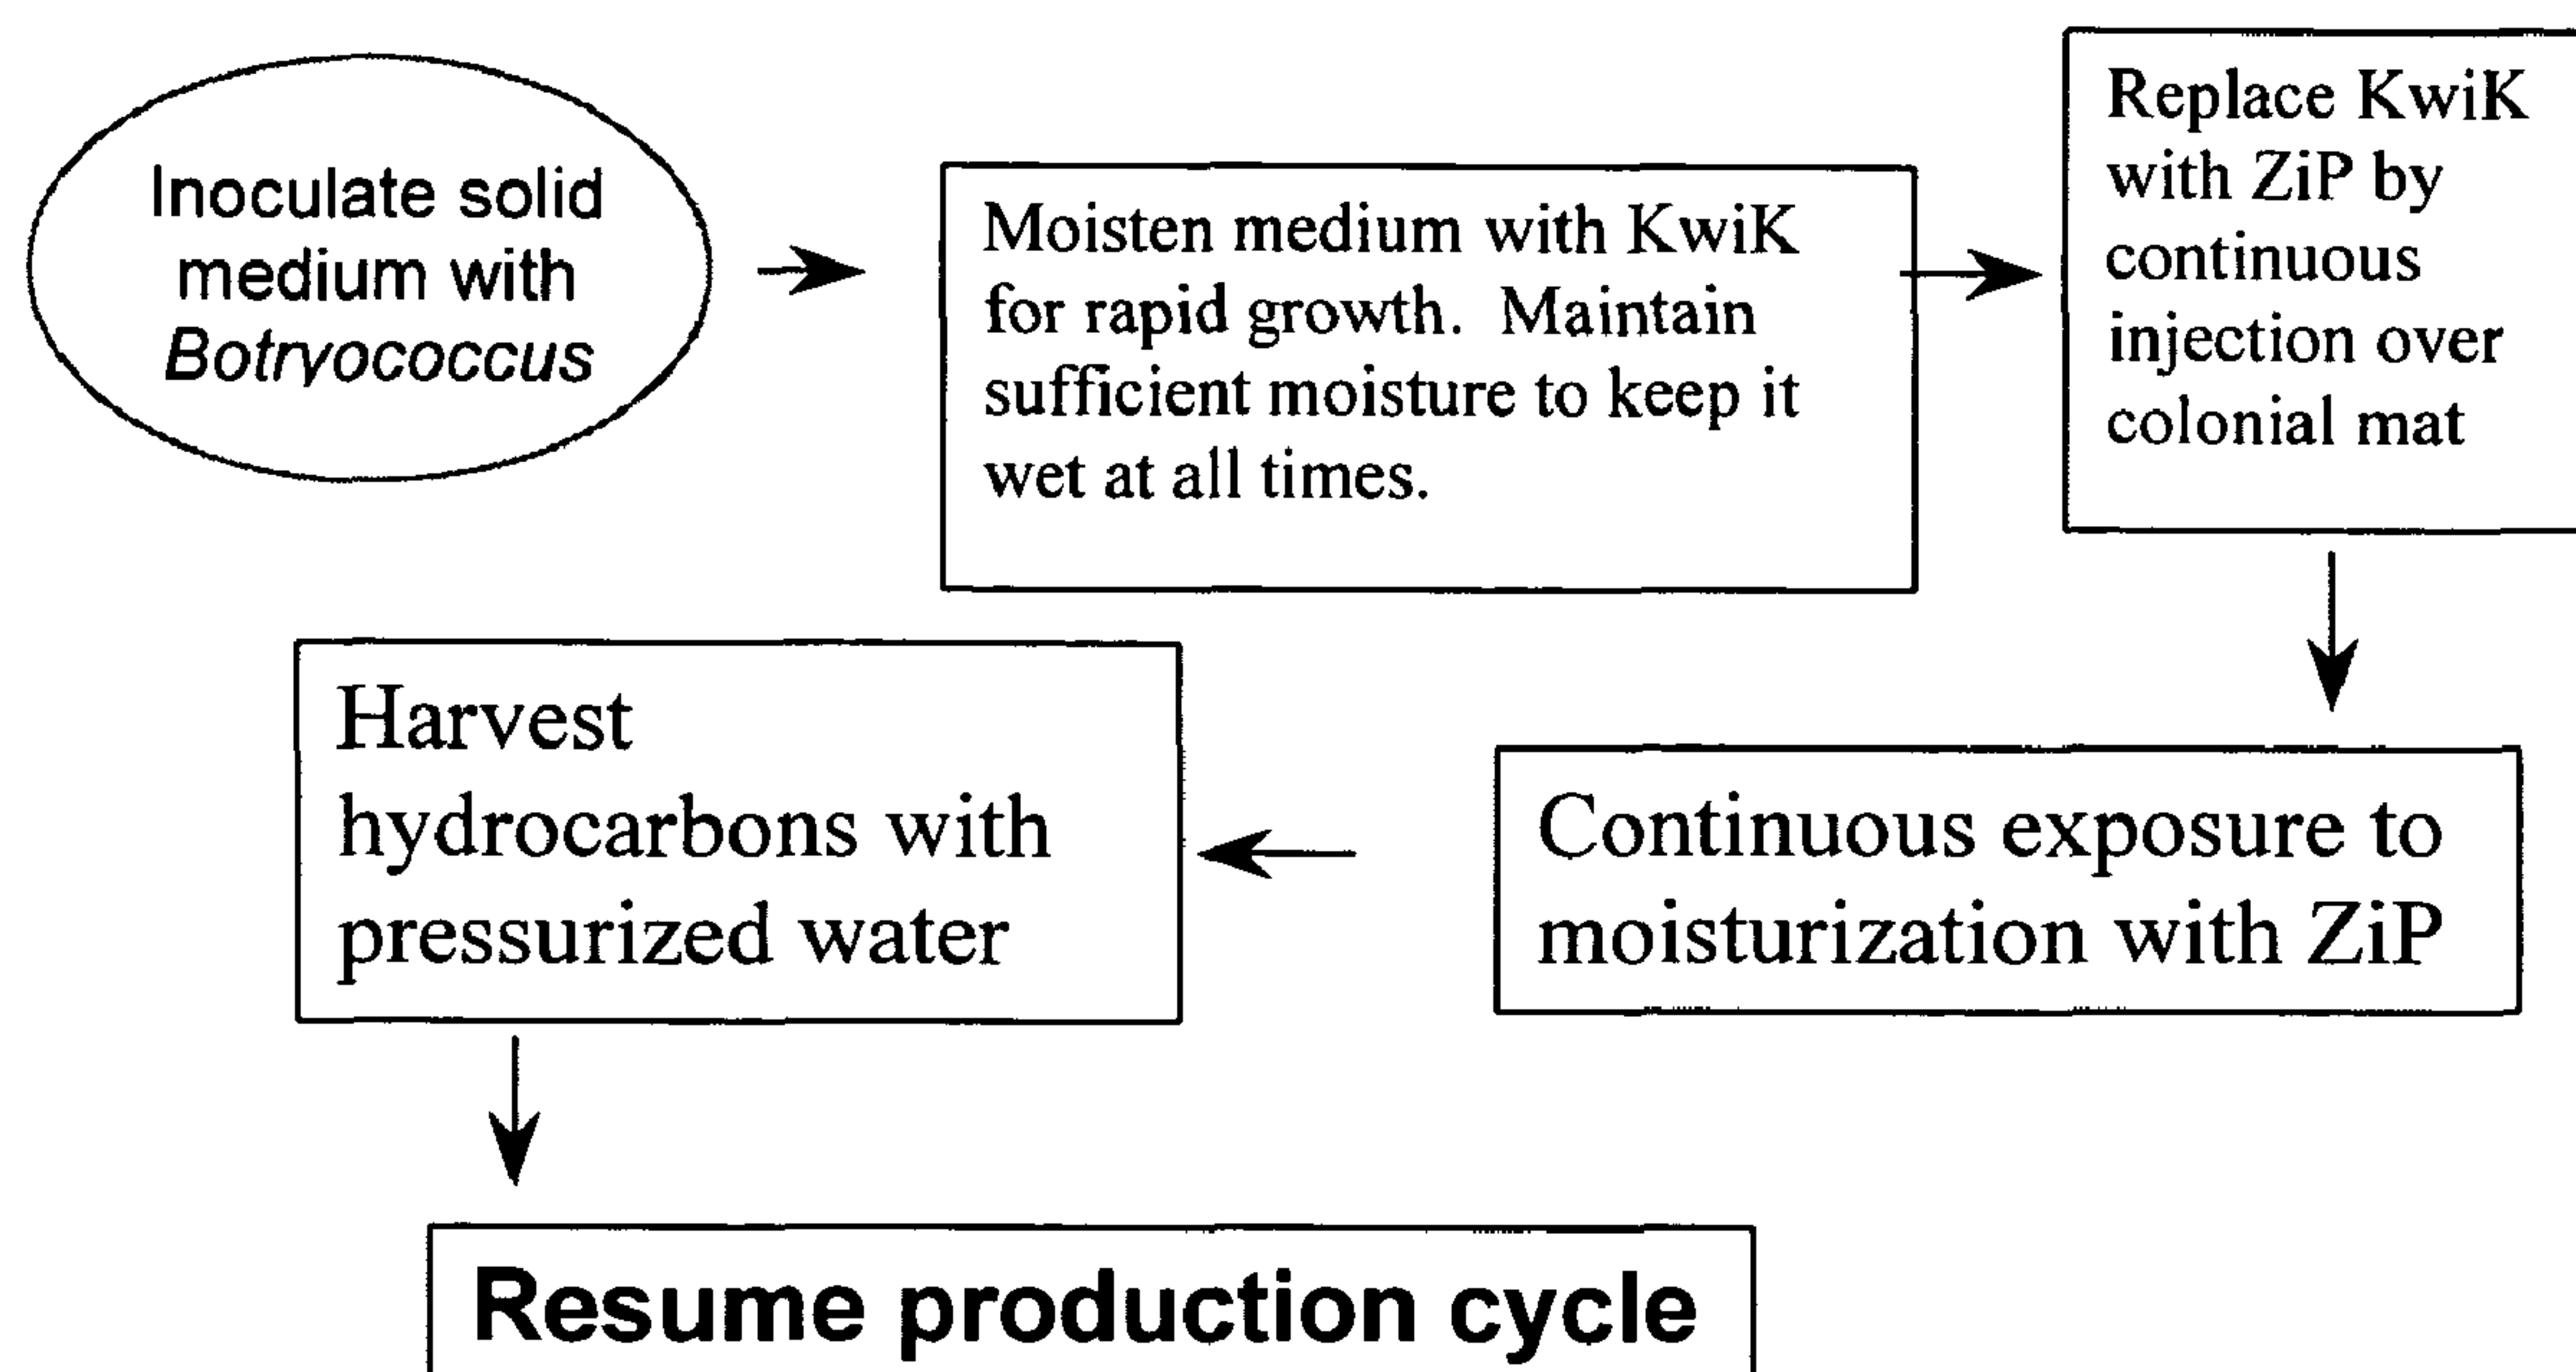 Inoculate solid
medium with
Botryococcus
Moisten medium with KwiK
for rapid growth. Maintain
sufficient moisture to keep it
wet at all times.
Replace KwiK
with ZiP by
continuous
injection over
colonial mat
Continuous exposure to
moisturization with ZiP
Harvest
hydrocarbons with
pressurized water
Resume production cycle